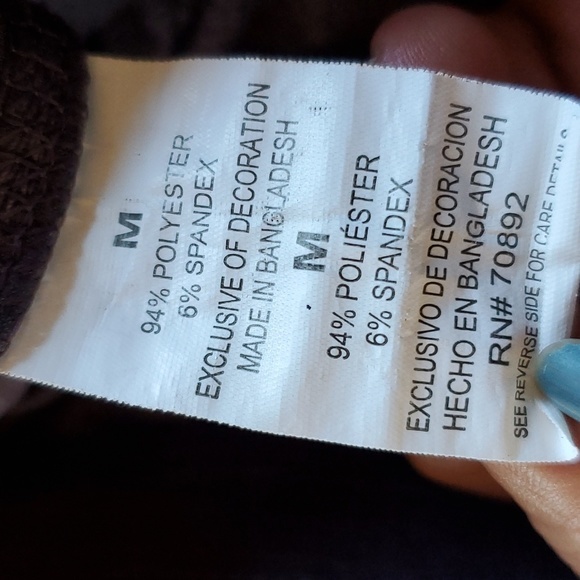 M
94% POLYESTER
6% SPANDEX
EXCLUSIVE OF DECORATION
MADE IN BANGLADESH
M
94% POLIÉSTER
6% SPANDEX
EXCLUSIVO DE DECORACION
HECHO EN BANGLADESH
RN# 70892
SEE REVERSE SIDE FOR CARE DETAILS